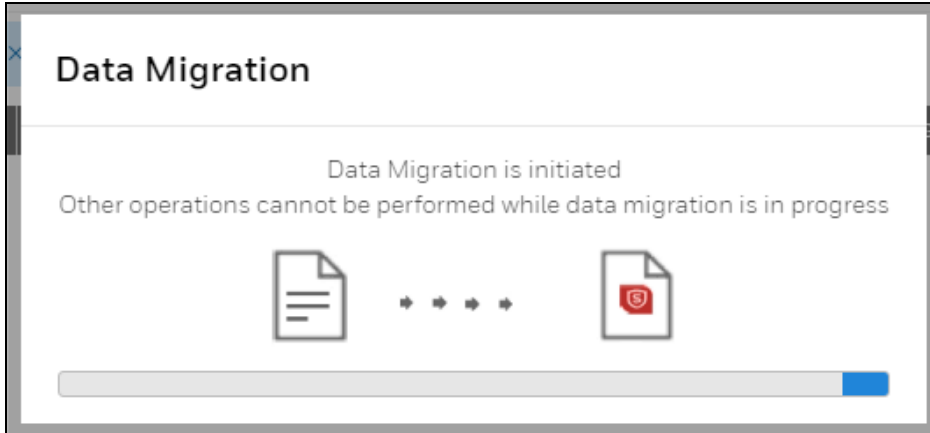 Data Migration
Data Migration is initiated
Other operations cannot be performed while data migration is in progress
S